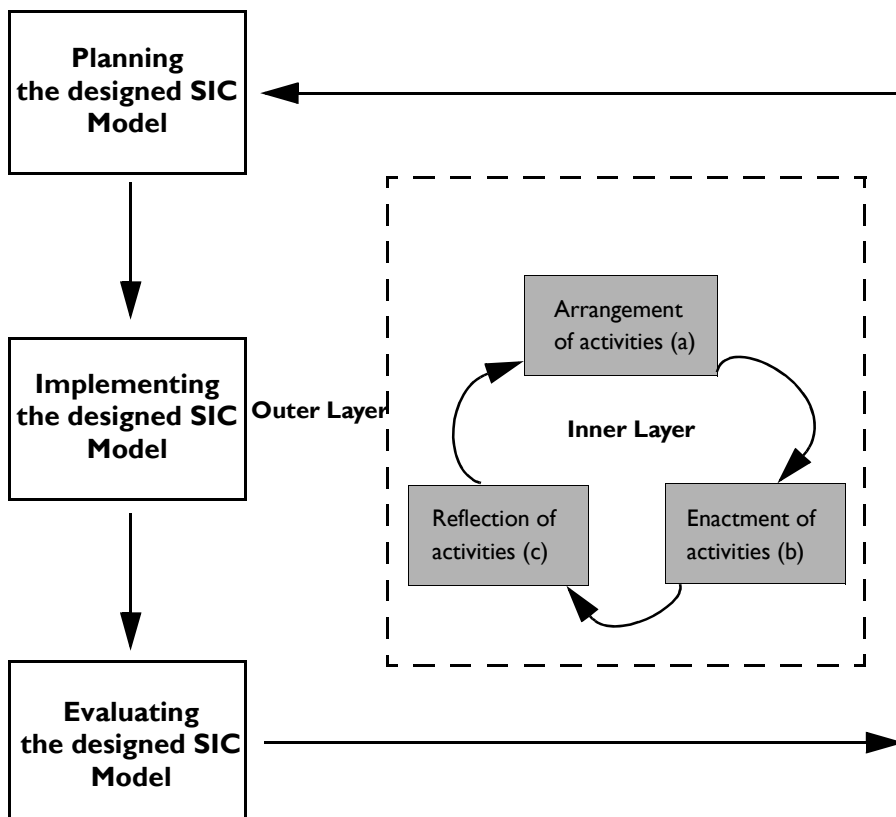 Planning
the designed SIC
Model
Arrangement
of activities (a)
Implementing
the designed SIC
Model
Outer Layer
Inner Layer
Reflection of
activities (c)
Enactment of
activities (b)
Evaluating
the designed SIC
Model